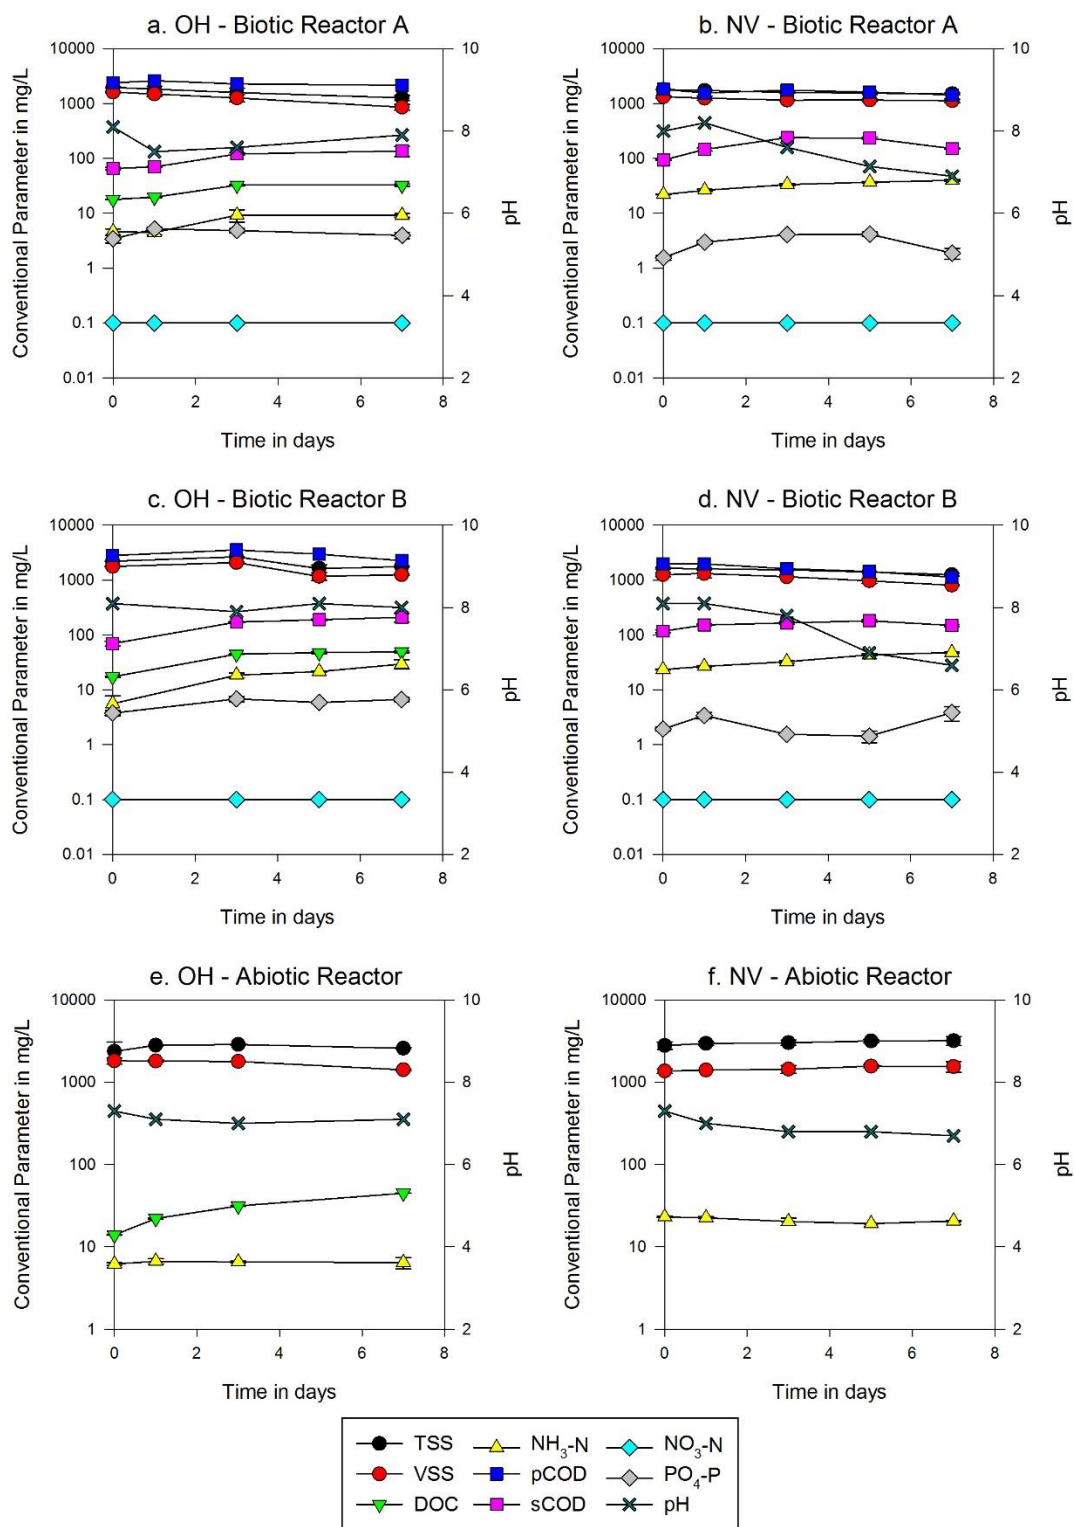 a. OH - Biotic Reactor A
Conventional Parameter in mg/L
10000
1000
100
10
1
0.1
0.01
10
8
6
4
2
pH
0 2 4 6 8
Time in days
b. NV - Biotic Reactor A
Conventional Parameter in mg/L
10000
1000
100
10
1
0.1
0.01
10
8
6
4
2
pH
0 2 4 6 8
Time in days
c. OH - Biotic Reactor B
Conventional Parameter in mg/L
10000
1000
100
10
1
0.1
0.01
10
8
6
4
2
pH
0 2 4 6 8
Time in days
d. NV - Biotic Reactor B
Conventional Parameter in mg/L
10000
1000
100
10
1
0.1
0.01
10
8
6
4
2
pH
0 2 4 6 8
Time in days
e. OH - Abiotic Reactor
Conventional Parameter in mg/L
10000
1000
100
10
1
10
8
6
4
2
pH
0 2 4 6 8
Time in days
f. NV - Abiotic Reactor
Conventional Parameter in mg/L
10000
1000
100
10
1
10
8
6
4
2
pH
0 2 4 6 8
Time in days
TSS NH₃-N NO₃-N
VSS pCOD PO₄-P
DOC sCOD pH